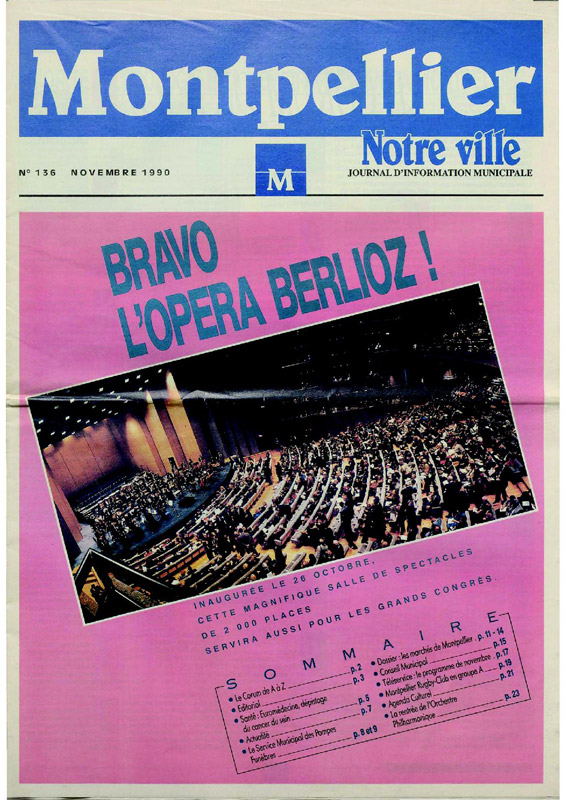 Montpellier
Notre ville
JOURNAL D'INFORMATION MUNICIPALE
N° 136 NOVEMBRE 1990
M
BRAVO
L'OPERA BERLIOZ !
INAUGURÉE LE 26 OCTOBRE,
CETTE MAGNIFIQUE SALLE DE SPECTACLES
DE 2 000 PLACES
SERVIRA AUSSI POUR LES GRANDS CONGRÈS.
SOMMAIRE
• Le Corum de A à Z p. 2
• Editorial p. 3
• Santé : Euromédecine, dépistage
du cancer du sein p. 5
• Actualité p. 7
• Le Service Municipal des Pompes
Funèbres p. 8 et 9
• Dossier : les marchés de Montpellier p. 11 - 14
• Conseil Municipal p. 15
• Téléservice : le programme de novembre p. 17
• Montpellier Rugby-Club en groupe A p. 19
• Agenda Culturel p. 21
• La rentrée de l'Orchestre
Philharmonique p. 23